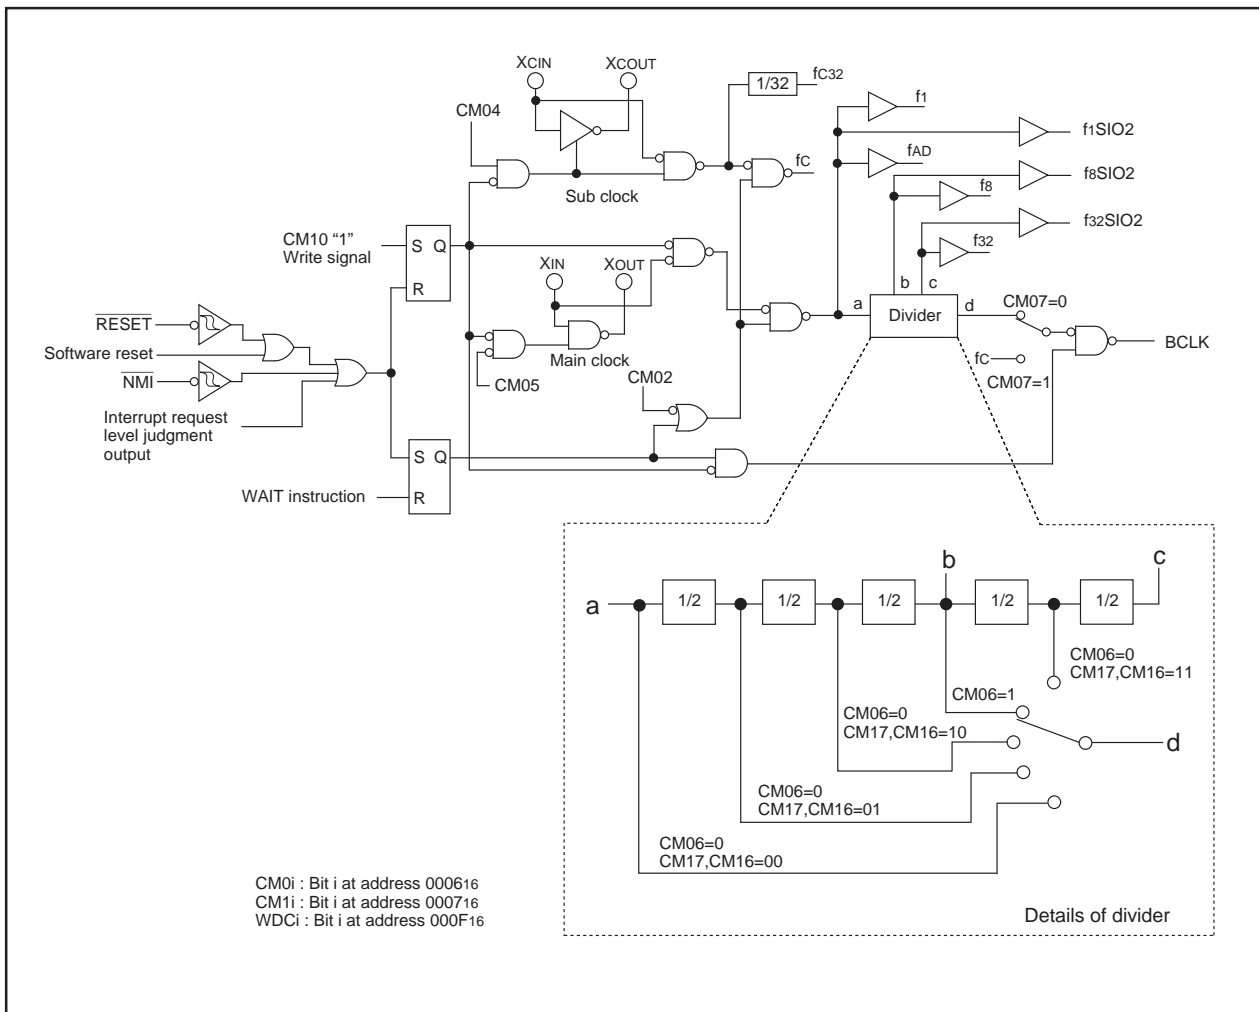 XCIN
XCOUT
1/32
fC32
CM04
f1
f1SIO2
fC
fAD
f8SIO2
Sub clock
f8
CM10 “1”
Write signal
S Q
R
f32SIO2
f32
XIN
XOUT
b
c
RESET
a
Divider
d
CM07=0
BCLK
Software reset
Main clock
fC
CM07=1
NMI
CM05
CM02
Interrupt request
level judgment
output
S Q
R
WAIT instruction
b
c
a
1/2
1/2
1/2
1/2
1/2
CM06=0
CM17,CM16=11
CM06=1
CM06=0
CM17,CM16=10
d
CM06=0
CM17,CM16=01
CM06=0
CM17,CM16=00
CM0i : Bit i at address 000616
CM1i : Bit i at address 000716
WDCi : Bit i at address 000F16
Details of divider